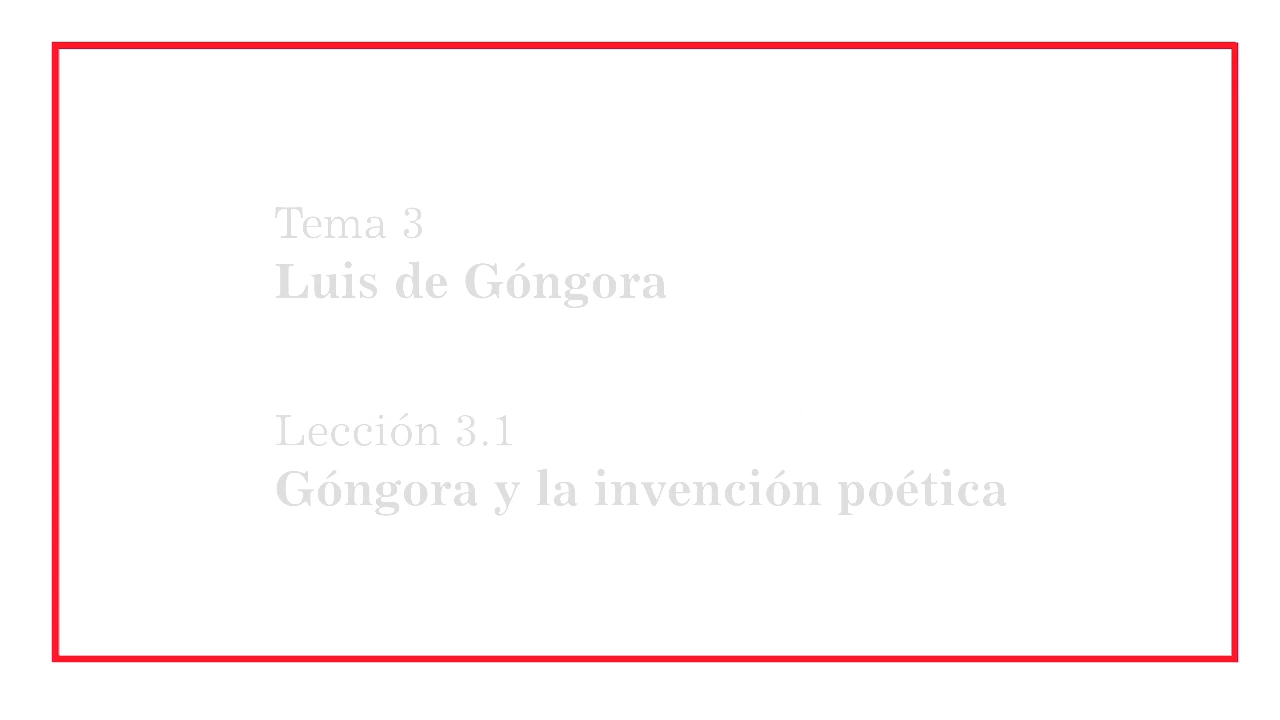 Tema 3
Luis de Góngora
Lección 3.1
Góngora y la invención poética